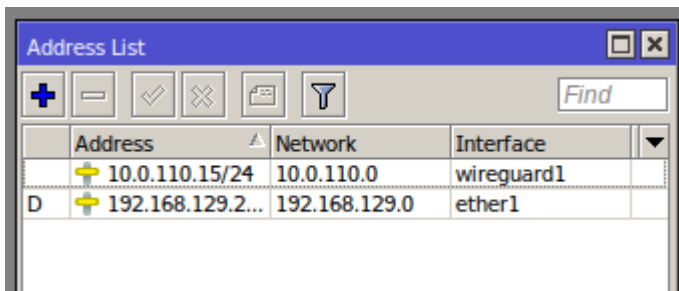 Address List
Find
Address Network Interface
10.0.110.15/24 10.0.110.0 wireguard1
D 192.168.129.2... 192.168.129.0 ether1